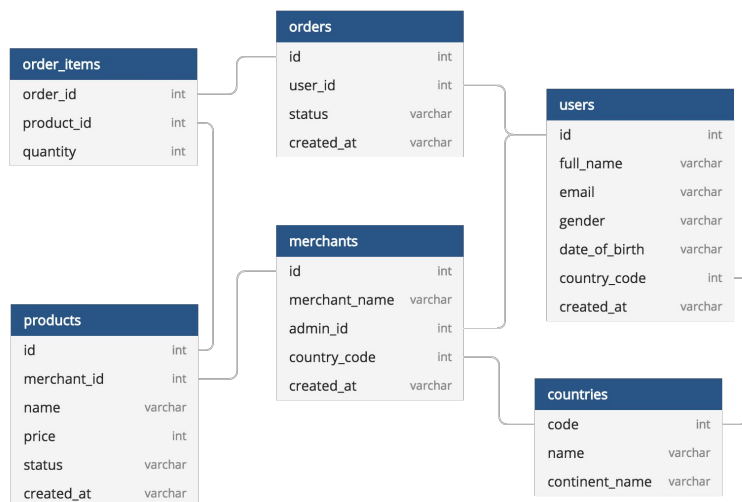 orders
id int
user_id int
status varchar
created_at varchar
order_items
order_id int
product_id int
quantity int
users
id int
full_name varchar
email varchar
gender varchar
date_of_birth varchar
country_code int
created_at varchar
merchants
id int
merchant_name varchar
admin_id int
country_code int
created_at varchar
products
id int
merchant_id int
name varchar
price int
status varchar
created_at varchar
countries
code int
name varchar
continent_name varchar